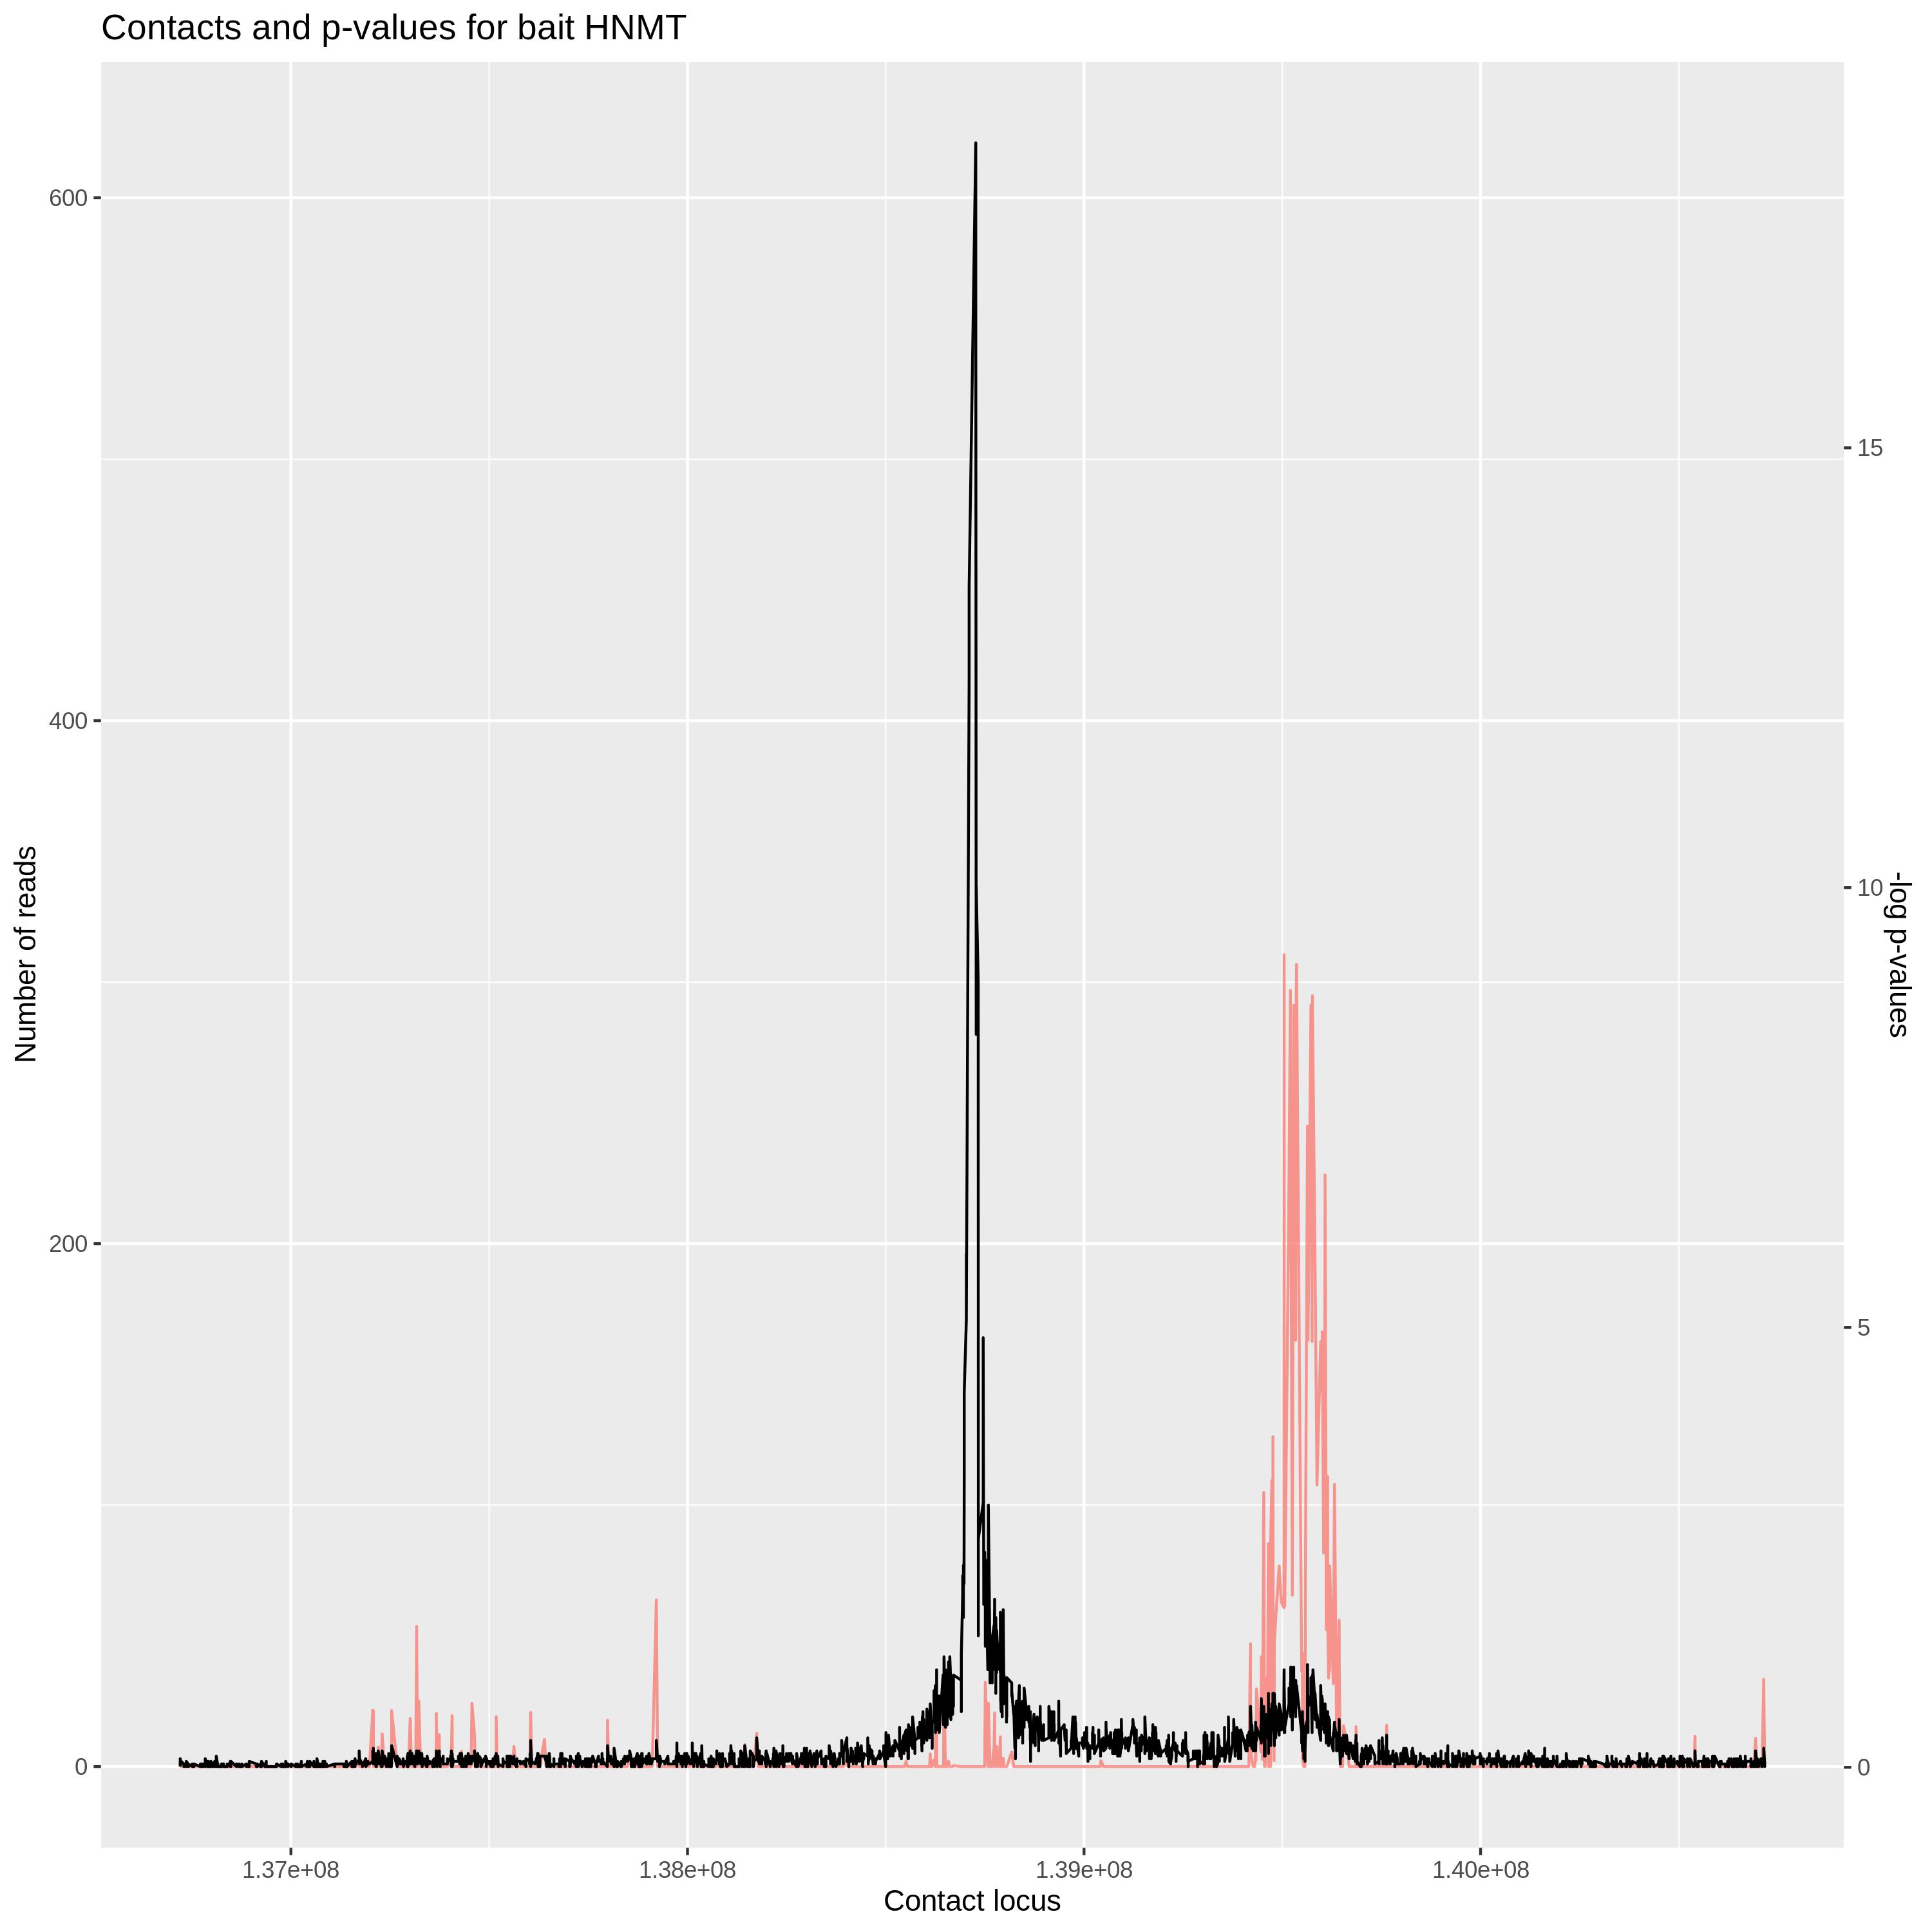 Contacts and p-values for bait HNMT
600
400
200
0
Number of reads
15
10
5
0
-log p-values
1.37e+08 1.38e+08 1.39e+08 1.40e+08
Contact locus